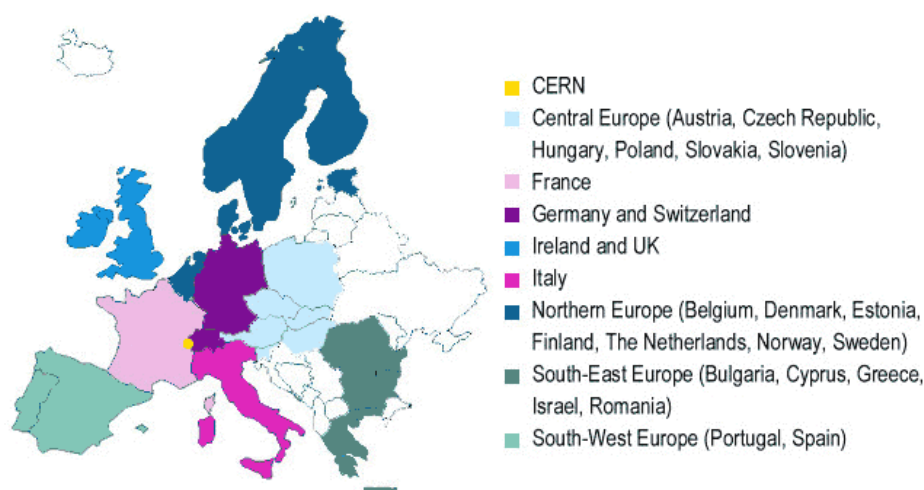 CERN
Central Europe (Austria, Czech Republic,
Hungary, Poland, Slovakia, Slovenia)
France
Germany and Switzerland
Ireland and UK
Italy
Northern Europe (Belgium, Denmark, Estonia,
Finland, The Netherlands, Norway, Sweden)
South-East Europe (Bulgaria, Cyprus, Greece,
Israel, Romania)
South-West Europe (Portugal, Spain)